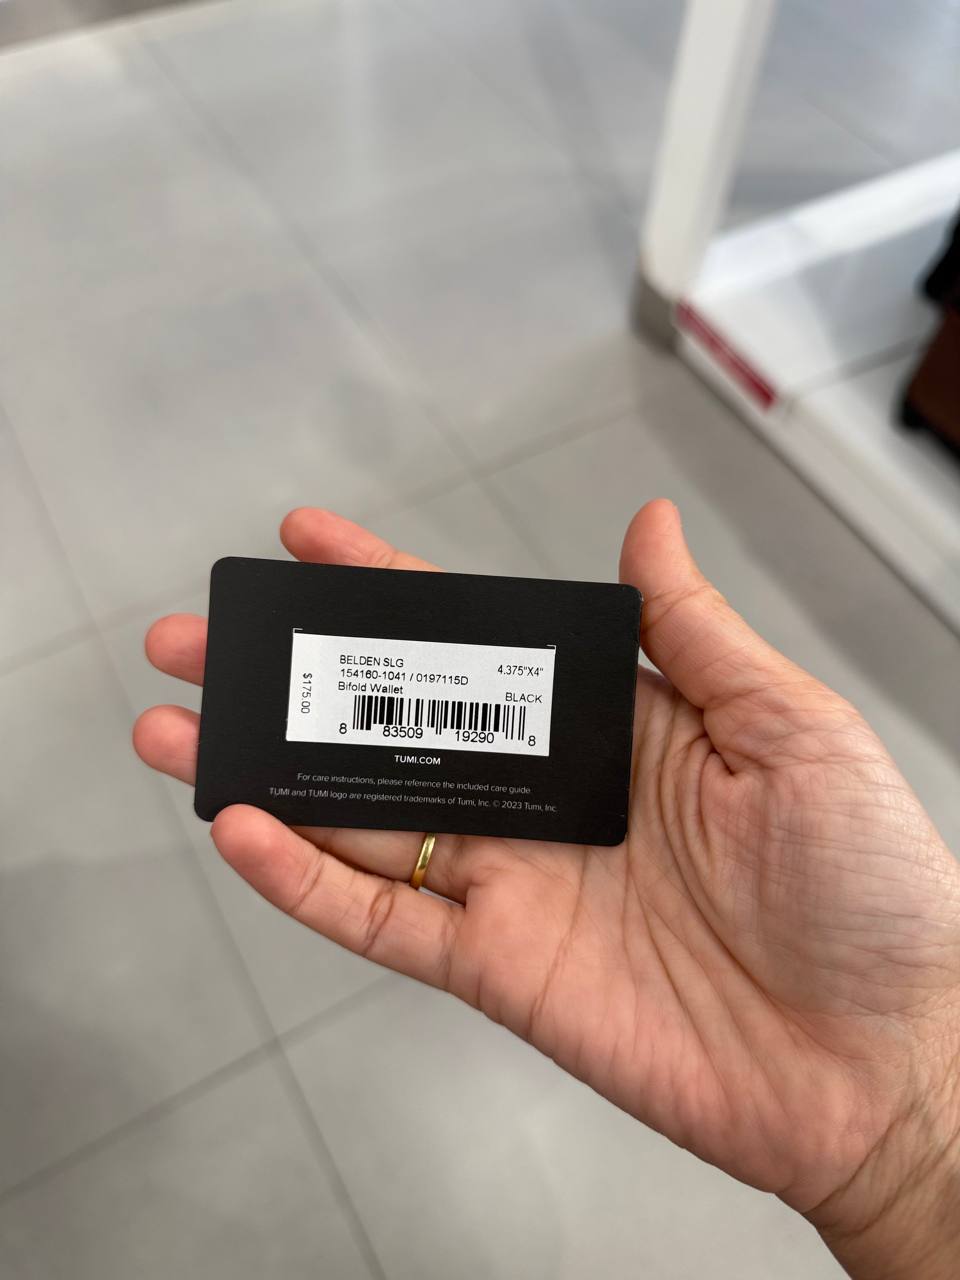 BELDEN SLG
4.375"X4"
154160-1041 / 0197115D
Bifold Wallet
BLACK
$175.00
8 83509 19290 8
TUMI.COM
For care instructions, please reference the included care guide.
TUMI and TUMI logo are registered trademarks of Tumi, Inc. © 2023 Tumi, Inc.